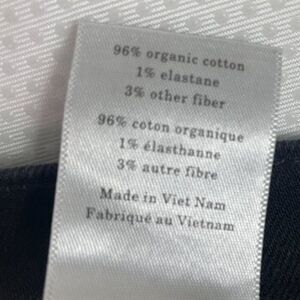 96% organic cotton
1% elastane
3% other fiber
96% coton organique
1% élasthanne
3% autre fibre
Made in Viet Nam
Fabriqué au Vietnam